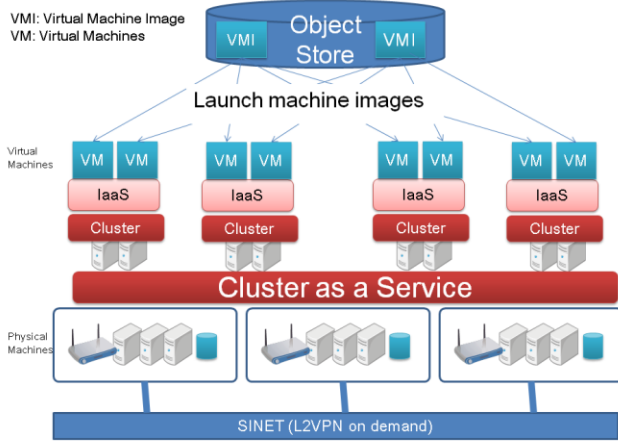 VMI: Virtual Machine Image
VM: Virtual Machines
Object
Store
VMI
VMI
Launch machine images
Virtual
Machines
VM VM VM VM VM VM VM VM
IaaS IaaS IaaS IaaS
Cluster Cluster Cluster Cluster
Cluster as a Service
Physical
Machines
SINET (L2VPN on demand)